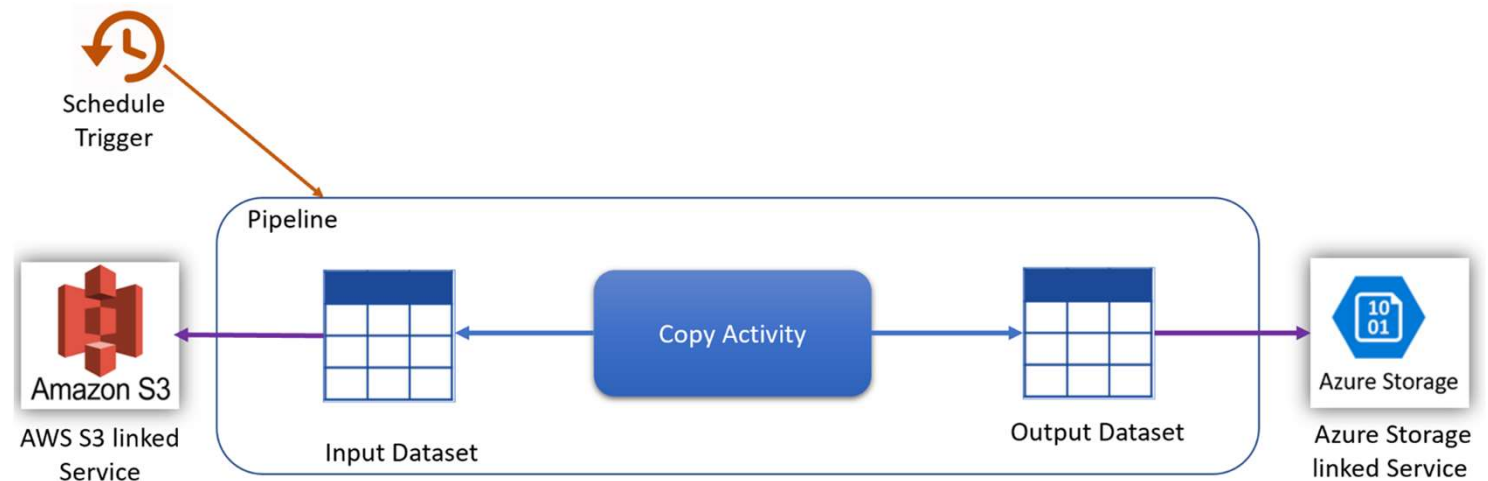 Schedule
Trigger
Pipeline
Amazon S3
AWS S3 linked
Service
Input Dataset
Copy Activity
Output Dataset
10
01
Azure Storage
Azure Storage
linked Service